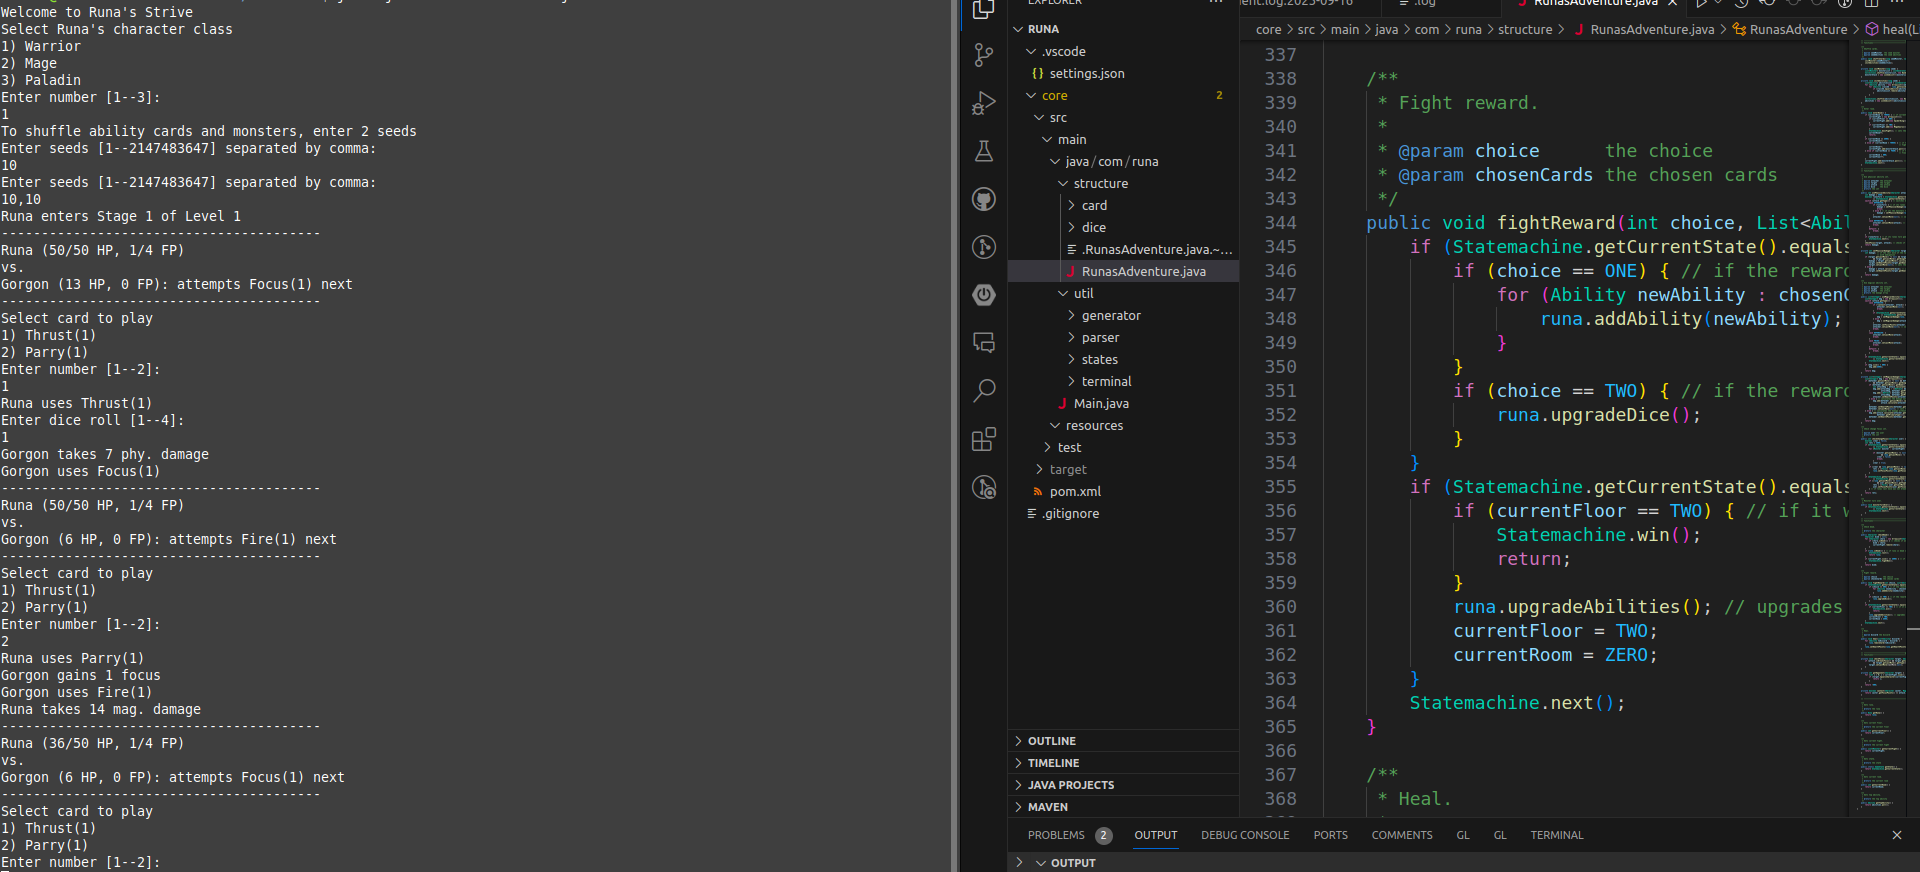 Welcome to Runa's Strive
Select Runa's character class
1) Warrior
2) Mage
3) Paladin
Enter number [1--3]:
1
To shuffle ability cards and monsters, enter 2 seeds
Enter seeds [1--2147483647] separated by comma:
10
Enter seeds [1--2147483647] separated by comma:
10,10
Runa enters Stage 1 of Level 1
----------------------------------------
Runa (50/50 HP, 1/4 FP)
vs.
Gorgon (13 HP, 0 FP): attempts Focus(1) next
----------------------------------------
Select card to play
1) Thrust(1)
2) Parry(1)
Enter number [1--2]:
1
Runa uses Thrust(1)
Enter dice roll [1--4]:
1
Gorgon takes 7 phy. damage
Gorgon uses Focus(1)
----------------------------------------
Runa (50/50 HP, 1/4 FP)
vs.
Gorgon (6 HP, 0 FP): attempts Fire(1) next
----------------------------------------
Select card to play
1) Thrust(1)
2) Parry(1)
Enter number [1--2]:
2
Runa uses Parry(1)
Gorgon gains 1 focus
Gorgon uses Fire(1)
Runa takes 14 mag. damage
----------------------------------------
Runa (36/50 HP, 1/4 FP)
vs.
Gorgon (6 HP, 0 FP): attempts Focus(1) next
----------------------------------------
Select card to play
1) Thrust(1)
2) Parry(1)
Enter number [1--2]:
EXPLORER ...
RUNA
.vscode
{} settings.json
core 2
src
main
java/com/runa
structure
card
dice
.RunasAdventure.java.~...
J RunasAdventure.java
util
generator
parser
states
terminal
J Main.java
resources
test
target
pom.xml
.gitignore
OUTLINE
TIMELINE
JAVA PROJECTS
MAVEN
ent.log.2023-09-16 .log J RunasAdventure.java
core > src > main > java > com > runa > structure > J RunasAdventure.java > RunasAdventure > heal(Li
337
338 /**
339 * Fight reward.
340 *
341 * @param choice      the choice
342 * @param chosenCards the chosen cards
343 */
344 public void fightReward(int choice, List<Abil
345 if (Statemachine.getCurrentState().equals
346 if (choice == ONE) { // if the reward
347 for (Ability newAbility : chosenC
348 runa.addAbility(newAbility);
349 }
350 }
351 if (choice == TWO) { // if the reward
352 runa.upgradeDice();
353 }
354 }
355 if (Statemachine.getCurrentState().equals
356 if (currentFloor == TWO) { // if it w
357 Statemachine.win();
358 return;
359 }
360 runa.upgradeAbilities(); // upgrades
361 currentFloor = TWO;
362 currentRoom = ZERO;
363 }
364 Statemachine.next();
365 }
366
367 /**
368 * Heal.
PROBLEMS 2 OUTPUT DEBUG CONSOLE PORTS COMMENTS GL GL TERMINAL
OUTPUT